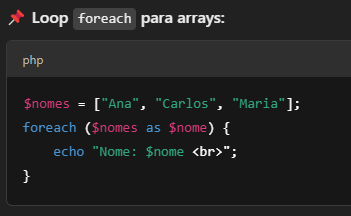 📌 Loop foreach para arrays:
php
$nomes = ["Ana", "Carlos", "Maria"];
foreach ($nomes as $nome) {
    echo "Nome: $nome <br>";
}